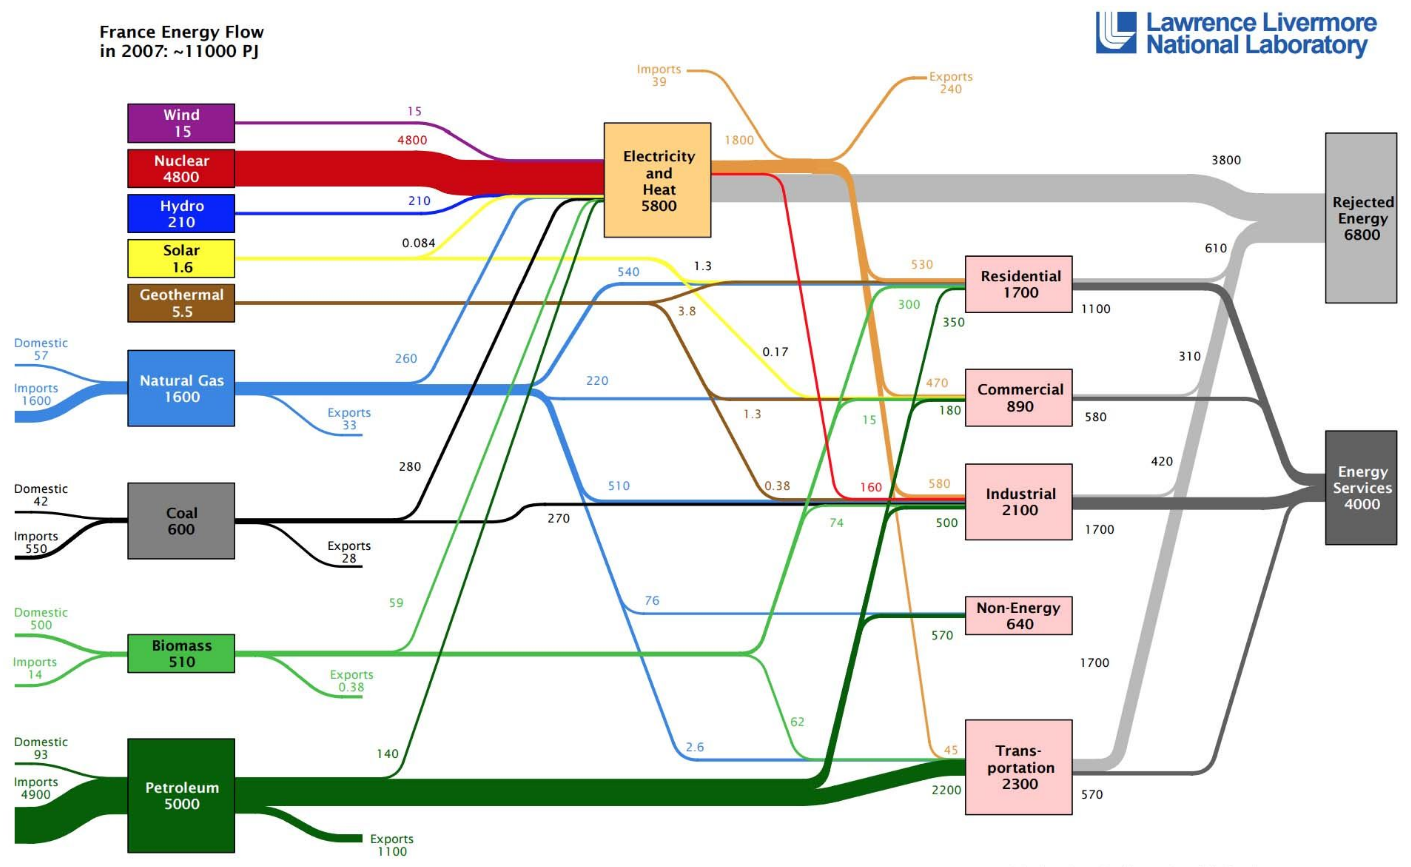 France Energy Flow
in 2007: ~11000 PJ
Lawrence Livermore
National Laboratory
Imports
39
Exports
240
Wind
15
15
Nuclear
4800
4800
Hydro
210
210
Solar
1.6
0.084
Geothermal
5.5
Electricity
and
Heat
5800
1800
3800
Rejected
Energy
6800
610
1.3
540
3.8
530
300
350
Residential
1700
1100
Domestic
57
Imports
1600
Natural Gas
1600
260
Exports
33
220
0.17
1.3
15
470
180
Commercial
890
310
580
Domestic
42
Imports
550
Coal
600
280
Exports
28
510
270
0.38
160
74
580
500
Industrial
2100
420
1700
Energy
Services
4000
Domestic
500
Imports
14
Biomass
510
59
Exports
0.38
76
62
570
Non-Energy
640
1700
Domestic
93
Imports
4900
Petroleum
5000
140
Exports
1100
2.6
45
2200
Trans-
portation
2300
570